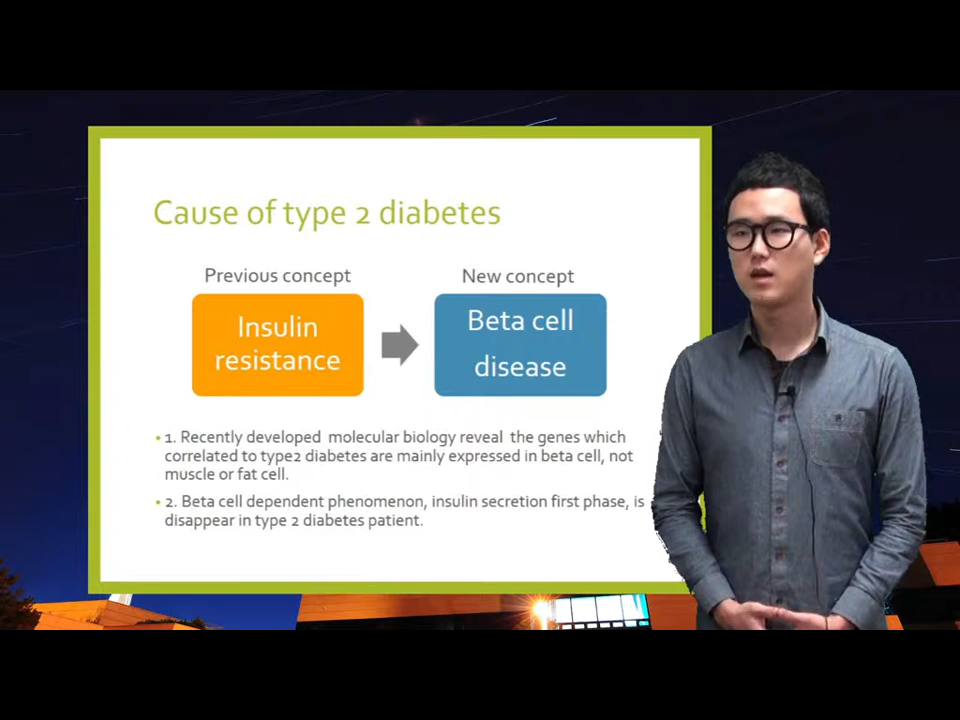 Cause of type 2 diabetes
Previous concept
New concept
Insulin
resistance
Beta cell
disease
• 1. Recently developed molecular biology reveal the genes which
correlated to type2 diabetes are mainly expressed in beta cell, not
muscle or fat cell.
• 2. Beta cell dependent phenomenon, insulin secretion first phase, is
disappear in type 2 diabetes patient.